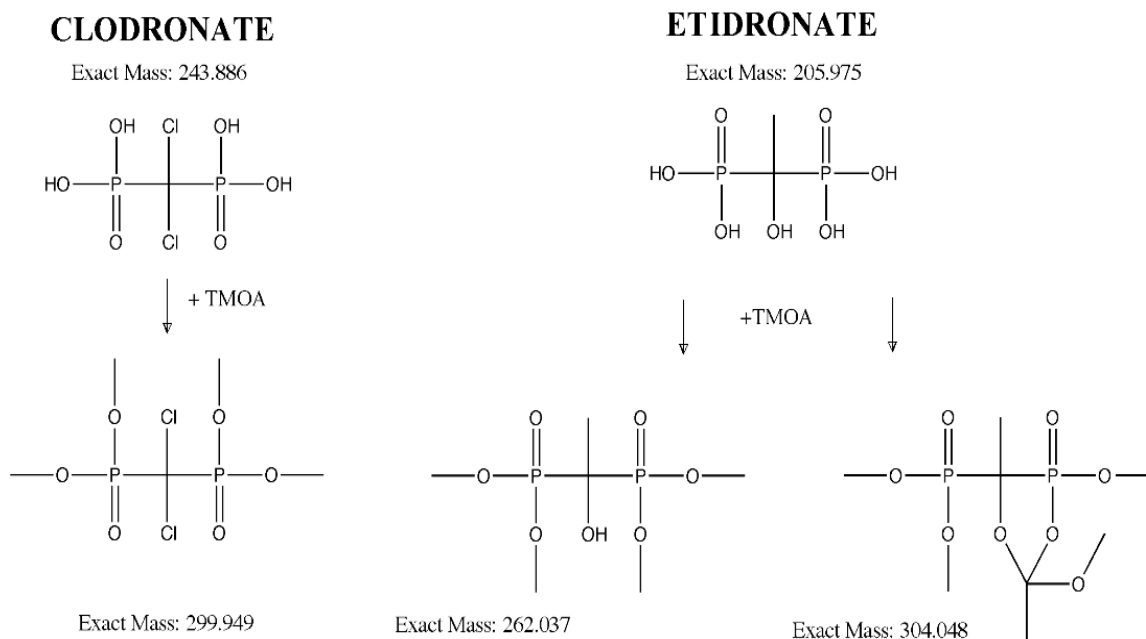 CLODRONATE
Exact Mass: 243.886
OH Cl OH
HO P P OH
O Cl O
+ TMOA
O Cl O
O P P O
O Cl O
Exact Mass: 299.949
ETIDRONATE
Exact Mass: 205.975
O O
HO P P OH
OH OH OH
+TMOA
O O
O P P O
O OH O
Exact Mass: 262.037
O O
O P P O
O O O
O
Exact Mass: 304.048